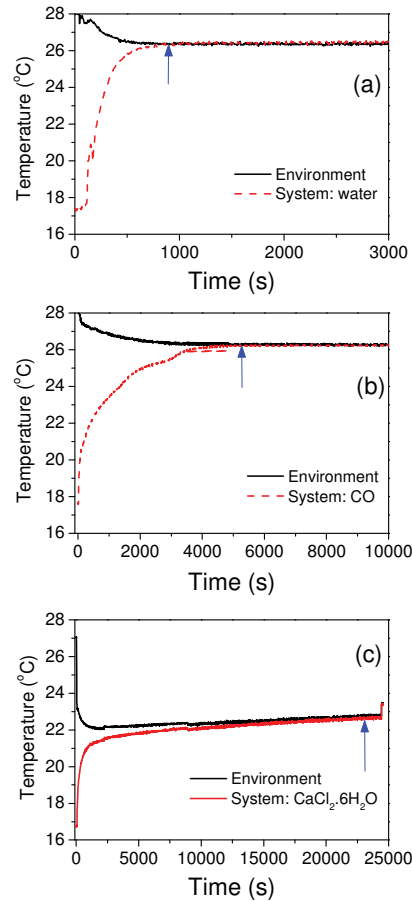 28
26
24
22
20
18
16
Temperature (°C)
(a)
Environment
System: water
0 1000 2000 3000
Time (s)
28
26
24
22
20
18
16
Temperature (°C)
(b)
Environment
System: CO
0 2000 4000 6000 8000 10000
Time (s)
28
26
24
22
20
18
16
Temperature (°C)
(c)
Environment
System: CaCl₂.6H₂O
0 5000 10000 15000 20000 25000
Time (s)